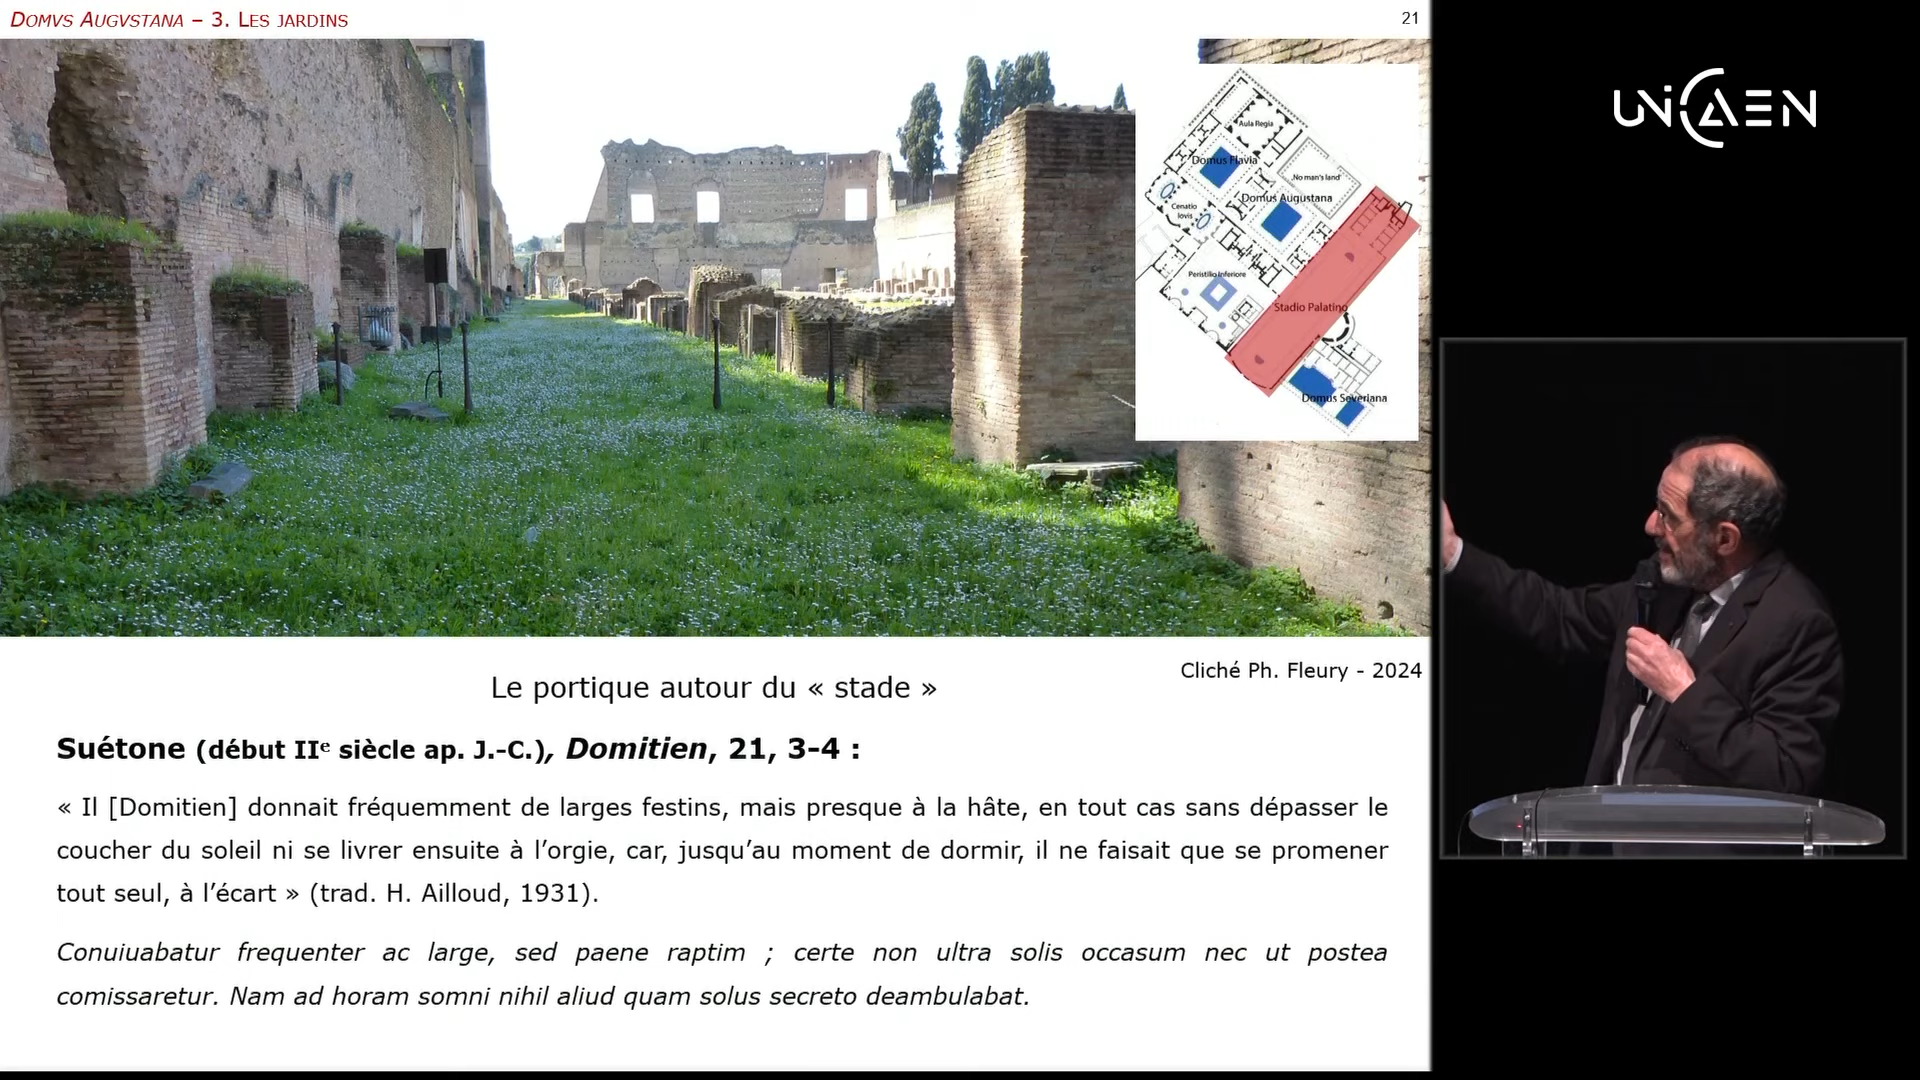 DOMVS AUGVSTANA – 3. LES JARDINS
21
UNICAEN
Aula Regia
Domus Flavia
'No man's land'
Domus Augustana
Cenatio
Iovis
Peristilio Inferiore
Stadio Palatino
Domus Severiana
Cliché Ph. Fleury - 2024
Le portique autour du « stade »
Suétone (début IIe siècle ap. J.-C.), Domitien, 21, 3-4 :
« Il [Domitien] donnait fréquemment de larges festins, mais presque à la hâte, en tout cas sans dépasser le
coucher du soleil ni se livrer ensuite à l’orgie, car, jusqu’au moment de dormir, il ne faisait que se promener
tout seul, à l’écart » (trad. H. Ailloud, 1931).
Conuiuabatur frequenter ac large, sed paene raptim ; certe non ultra solis occasum nec ut postea
comissaretur. Nam ad horam somni nihil aliud quam solus secreto deambulabat.